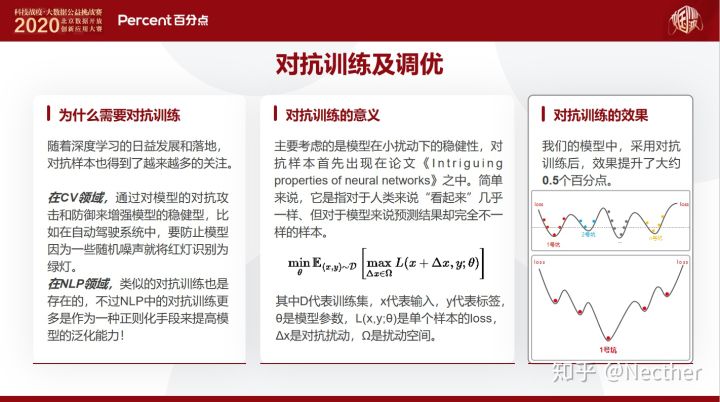 科技战疫·大数据公益挑战赛
2020 北京数据开放
创新应用大赛
Percent 百分点
对抗训练及调优
为什么需要对抗训练
随着深度学习的日益发展和落地，
对抗样本也得到了越来越多的关注。
在CV领域，通过对模型的对抗攻
击和防御来增强模型的稳健型，比
如在自动驾驶系统中，要防止模型
因为一些随机噪声就将红灯识别为
绿灯。
在NLP领域，类似的对抗训练也是
存在的，不过NLP中的对抗训练更
多是作为一种正则化手段来提高模
型的泛化能力！
对抗训练的意义
主要考虑的是模型在小扰动下的稳健性，对
抗样本首先出现在论文《Intriguing
properties of neural networks》之中。简单
来说，它是指对于人类来说“看起来”几乎
一样、但对于模型来说预测结果却完全不一
样的样本。
min_θ 𝔼_(x,y)∼𝒟 [ max_Δx∈Ω L(x + Δx, y; θ) ]
其中D代表训练集，x代表输入，y代表标签，
θ是模型参数，L(x,y;θ)是单个样本的loss，
Δx是对抗扰动，Ω是扰动空间。
对抗训练的效果
我们的模型中，采用对抗
训练后，效果提升了大约
0.5个百分点。
loss
loss
1号坑
2号坑
...
n号坑
loss
loss
1号坑
知乎 @Necther